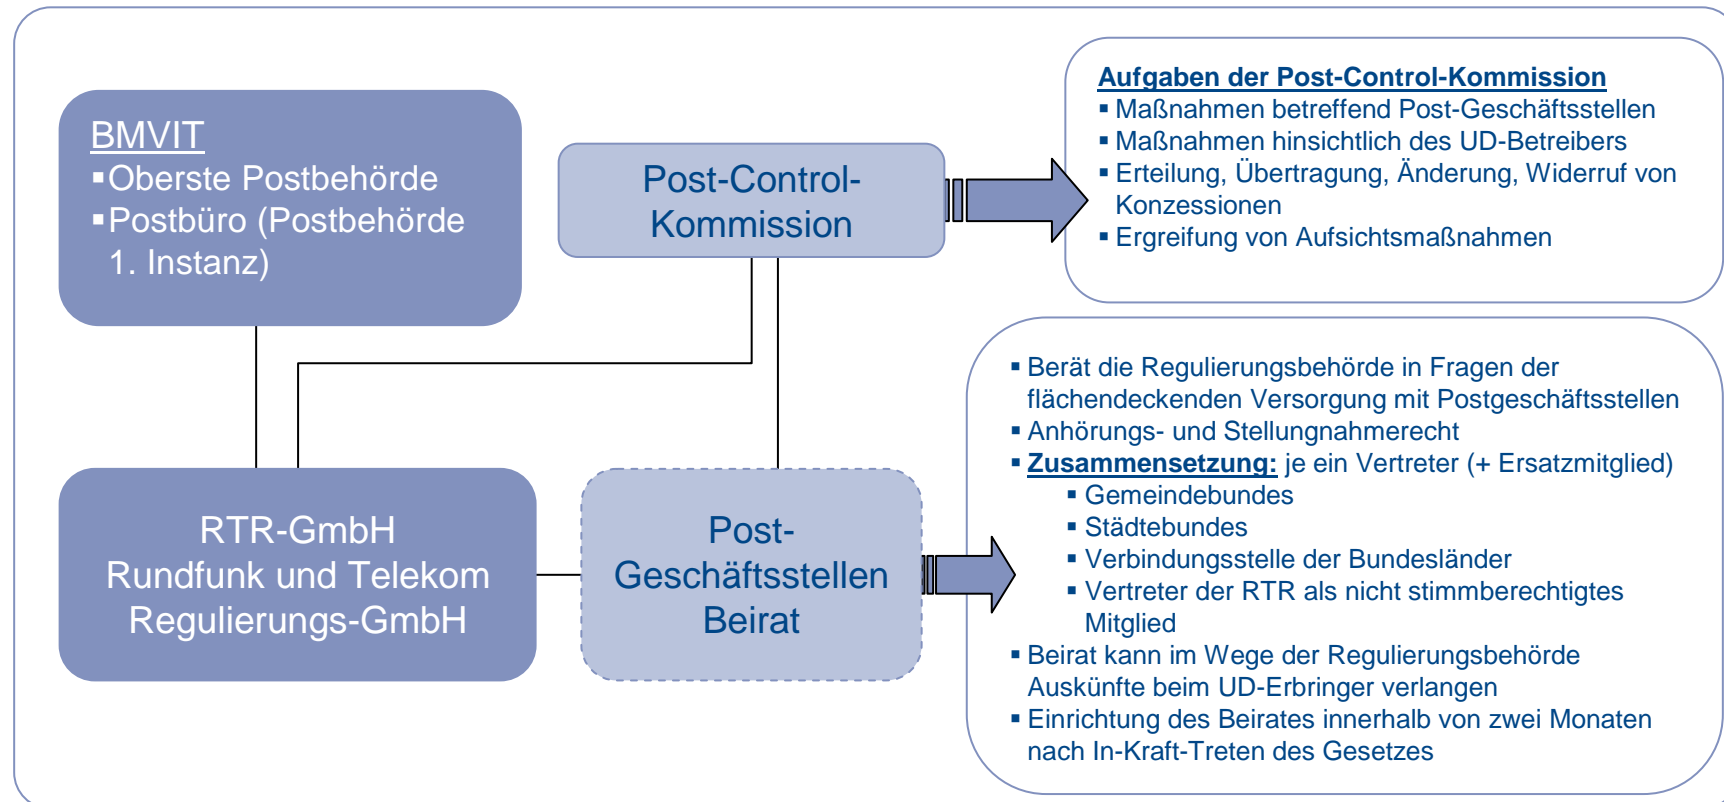 BMVIT
▪Oberste Postbehörde
▪Postbüro (Postbehörde
1. Instanz)
Post-Control-
Kommission
Aufgaben der Post-Control-Kommission
▪ Maßnahmen betreffend Post-Geschäftsstellen
▪ Maßnahmen hinsichtlich des UD-Betreibers
▪ Erteilung, Übertragung, Änderung, Widerruf von
Konzessionen
▪ Ergreifung von Aufsichtsmaßnahmen
RTR-GmbH
Rundfunk und Telekom
Regulierungs-GmbH
Post-
Geschäftsstellen
Beirat
▪ Berät die Regulierungsbehörde in Fragen der
flächendeckenden Versorgung mit Postgeschäftsstellen
▪ Anhörungs- und Stellungnahmerecht
▪ Zusammensetzung: je ein Vertreter (+ Ersatzmitglied)
▪ Gemeindebundes
▪ Städtebundes
▪ Verbindungsstelle der Bundesländer
▪ Vertreter der RTR als nicht stimmberechtigtes
Mitglied
▪ Beirat kann im Wege der Regulierungsbehörde
Auskünfte beim UD-Erbringer verlangen
▪ Einrichtung des Beirates innerhalb von zwei Monaten
nach In-Kraft-Treten des Gesetzes